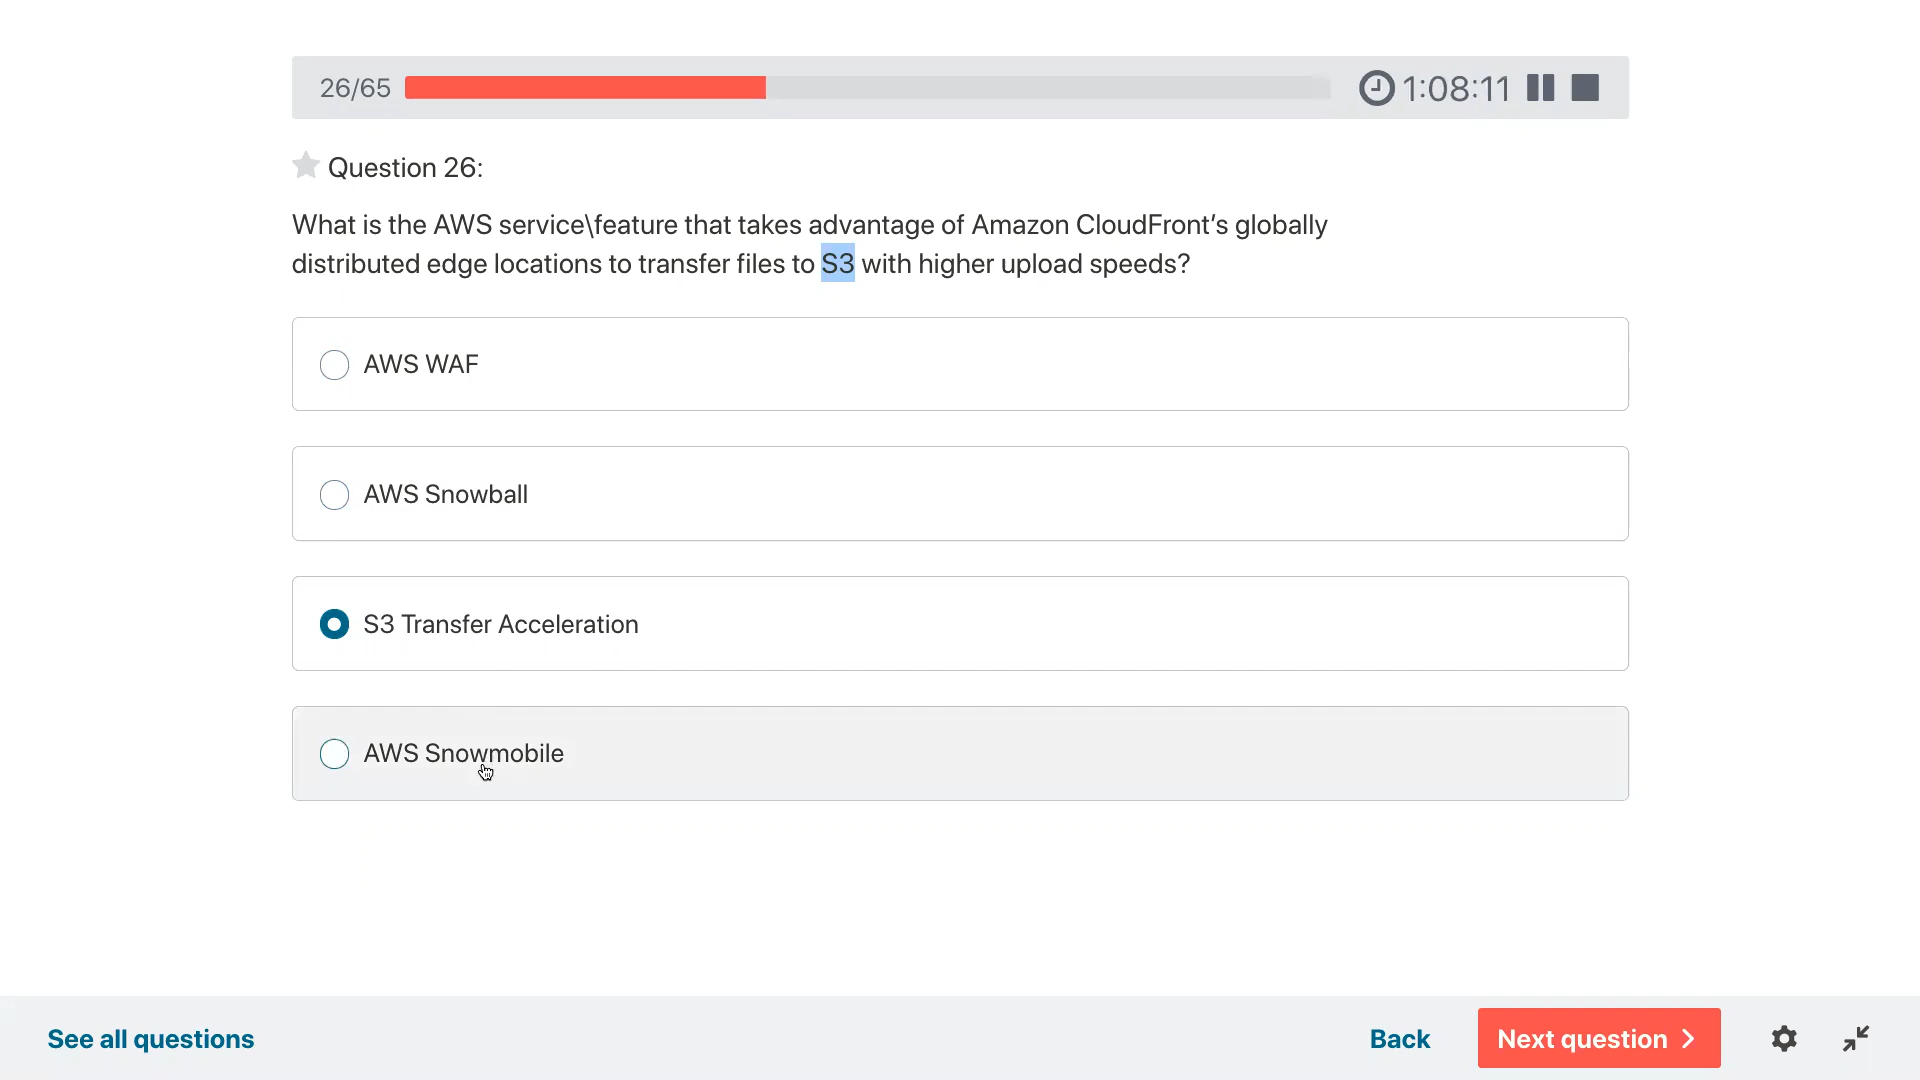 26/65
1:08:11
Question 26:
What is the AWS service\feature that takes advantage of Amazon CloudFront's globally
distributed edge locations to transfer files to S3 with higher upload speeds?
AWS WAF
AWS Snowball
S3 Transfer Acceleration
AWS Snowmobile
See all questions
Back
Next question